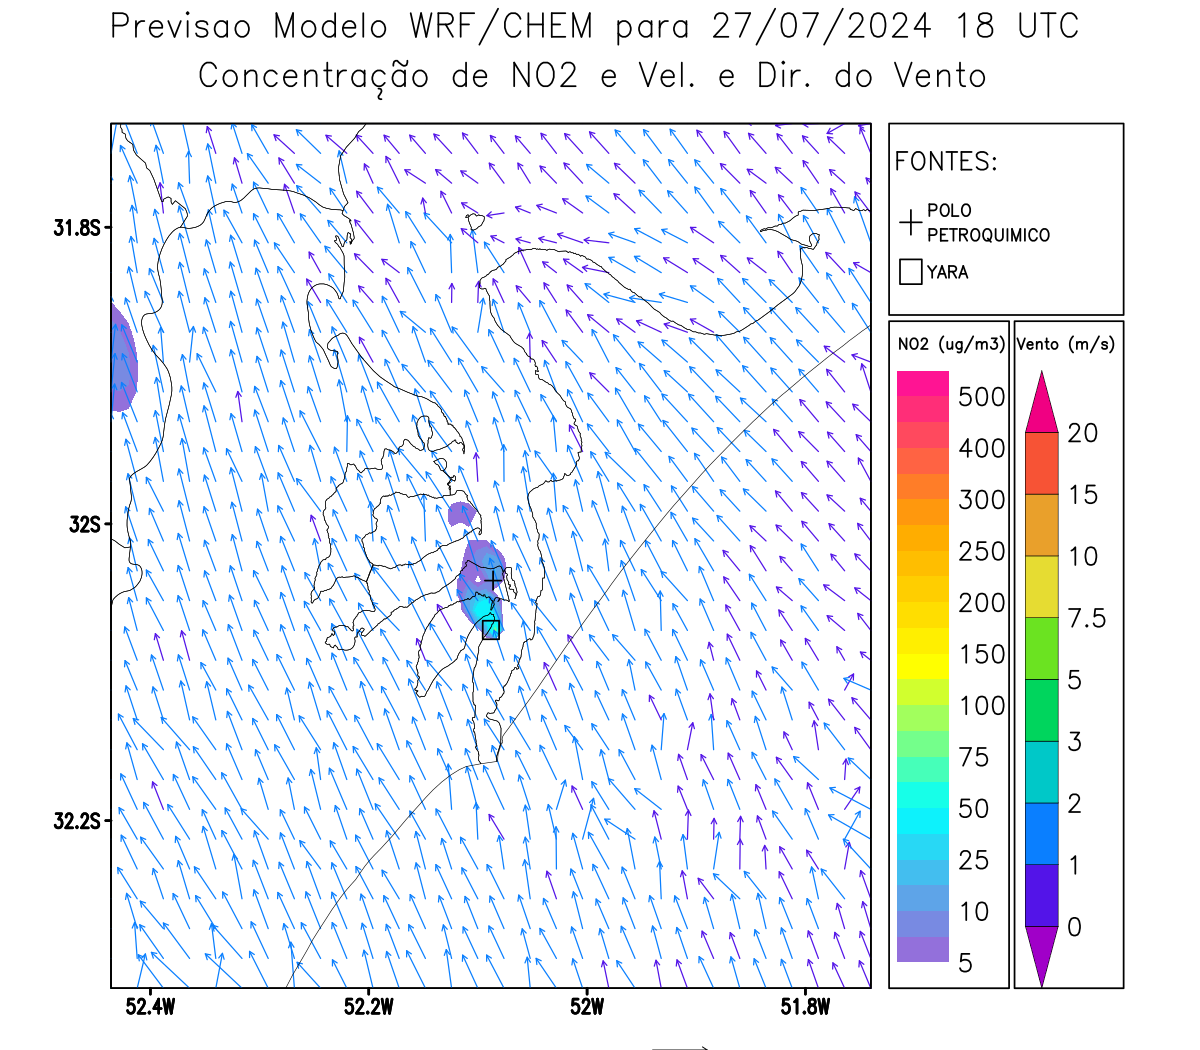 Previsao Modelo WRF/CHEM para 27/07/2024 18 UTC
Concentração de NO2 e Vel. e Dir. do Vento
FONTES:
POLO
PETROQUIMICO
YARA
NO2 (ug/m3)
500
400
300
250
200
150
100
75
50
25
10
5
Vento (m/s)
20
15
10
7.5
5
3
2
1
0
31.8S
32S
32.2S
52.4W
52.2W
52W
51.8W